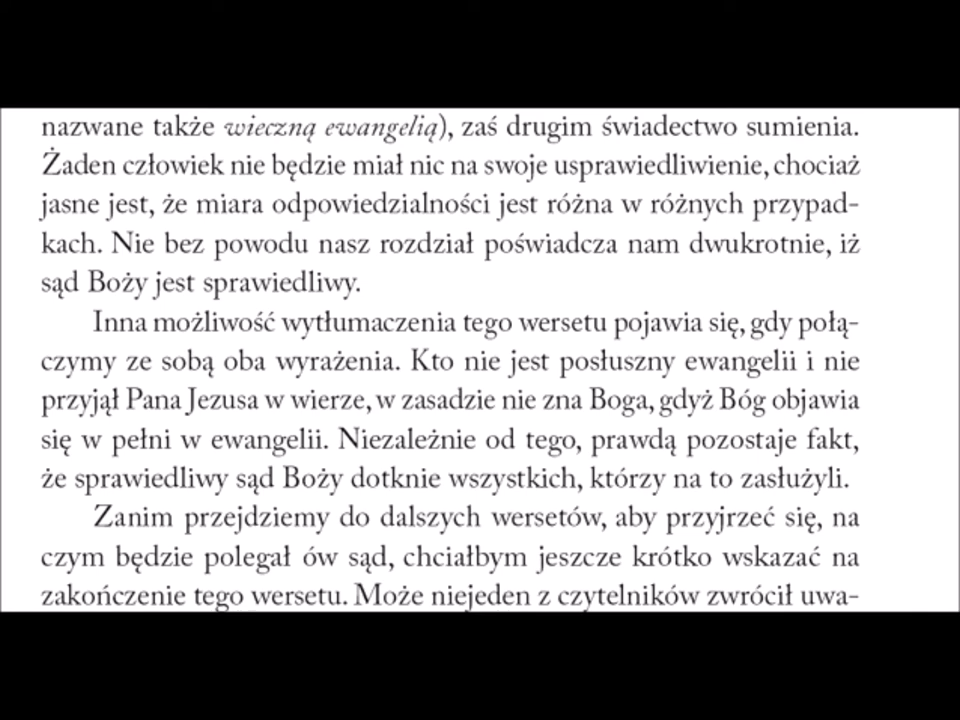 nazwane także wieczną ewangelią), zaś drugim świadectwo sumienia.
Żaden człowiek nie będzie miał nic na swoje usprawiedliwienie, chociaż
jasne jest, że miara odpowiedzialności jest różna w różnych przypad-
kach. Nie bez powodu nasz rozdział poświadcza nam dwukrotnie, iż
sąd Boży jest sprawiedliwy.
Inna możliwość wytłumaczenia tego wersetu pojawia się, gdy połą-
czymy ze sobą oba wyrażenia. Kto nie jest posłuszny ewangelii i nie
przyjął Pana Jezusa w wierze, w zasadzie nie zna Boga, gdyż Bóg objawia
się w pełni w ewangelii. Niezależnie od tego, prawdą pozostaje fakt,
że sprawiedliwy sąd Boży dotknie wszystkich, którzy na to zasłużyli.
Zanim przejdziemy do dalszych wersetów, aby przyjrzeć się, na
czym będzie polegał ów sąd, chciałbym jeszcze krótko wskazać na
zakończenie tego wersetu. Może niejeden z czytelników zwrócił uwa-